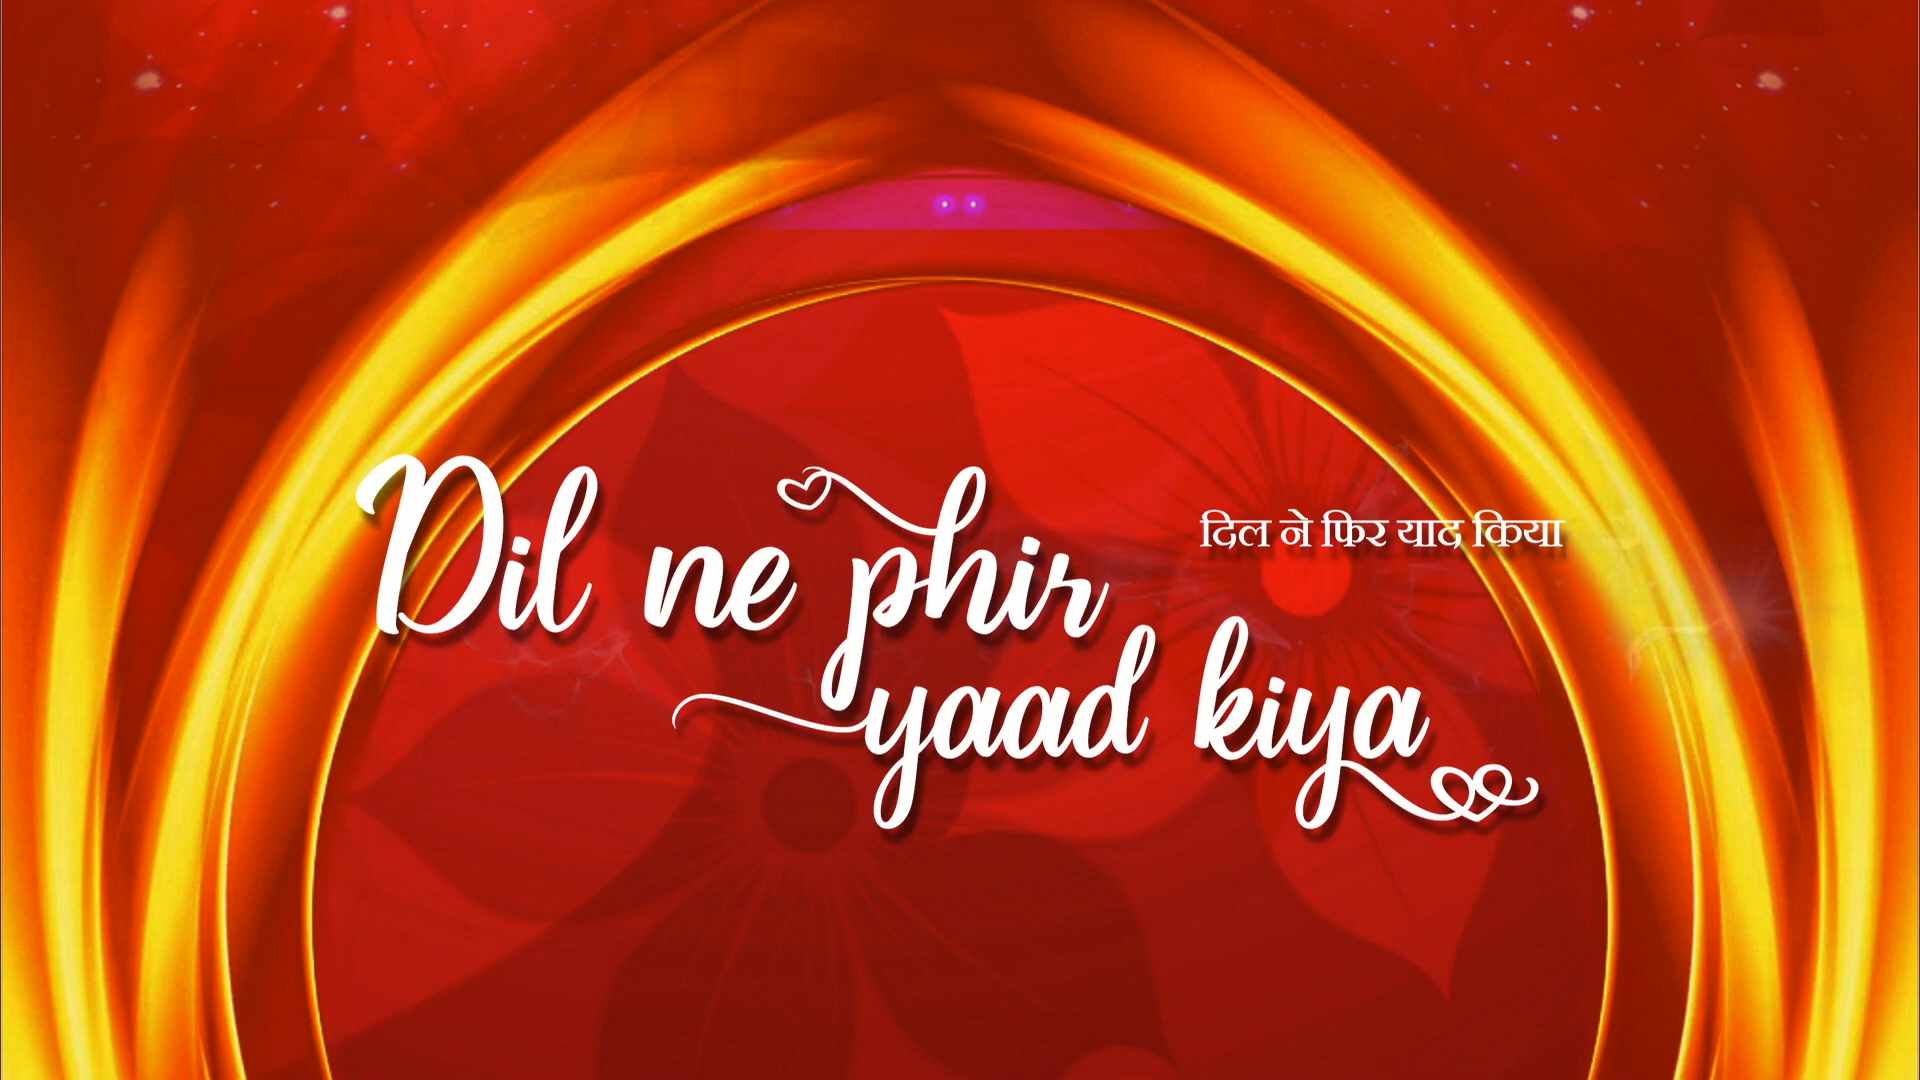 Dil ne phir
दिल ने फिर याद किया
yaad kiya